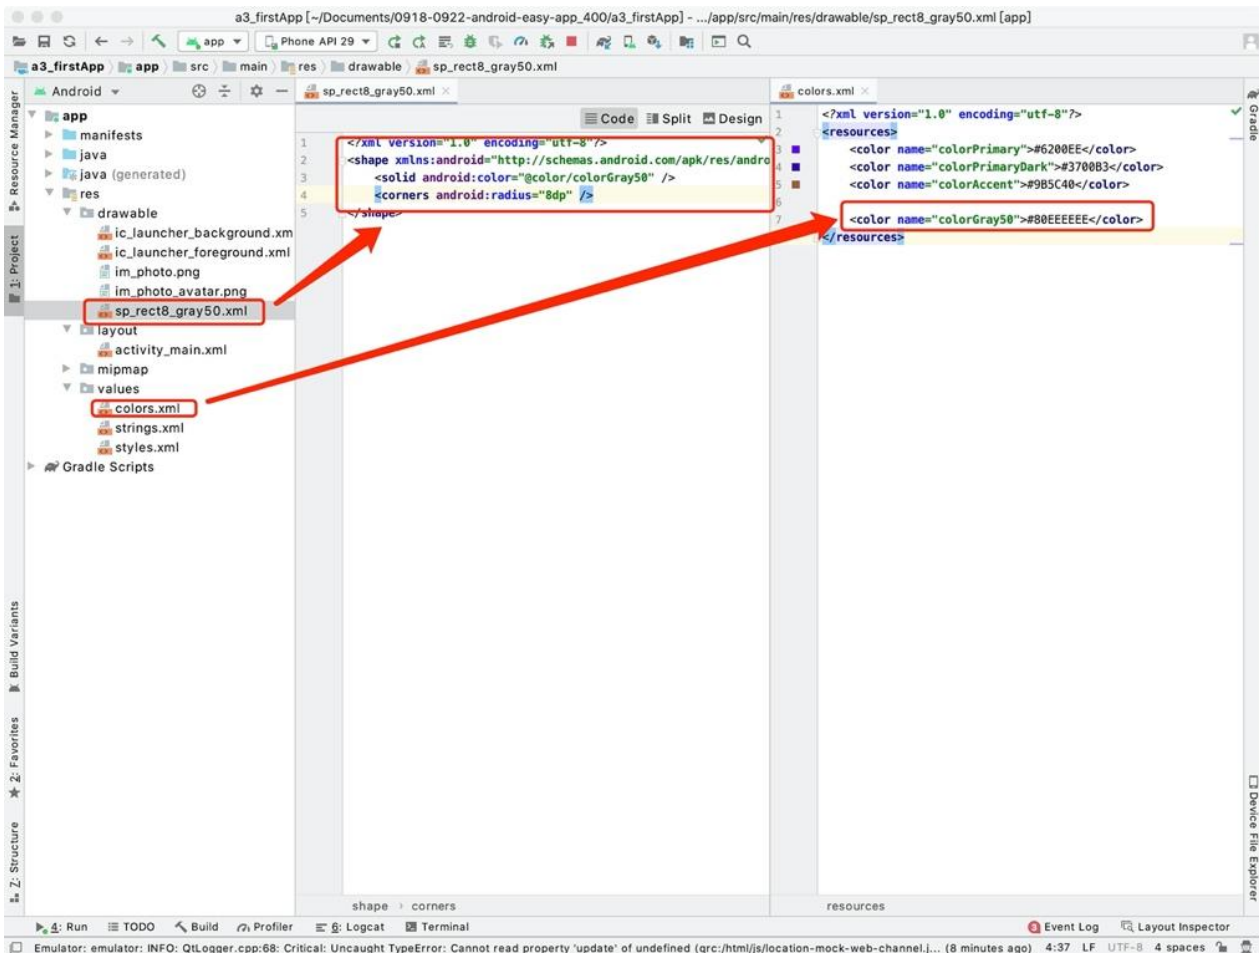 a3_firstApp [~/Documents/0918-0922-android-easy-app_400/a3_firstApp] - .../app/src/main/res/drawable/sp_rect8_gray50.xml [app]
app Phone API 29
a3_firstApp app src main res drawable sp_rect8_gray50.xml
Resource Manager
1: Project
Build Variants
2: Favorites
Z: Structure
Android
app
manifests
java
java (generated)
res
drawable
ic_launcher_background.xm
ic_launcher_foreground.xml
im_photo.png
im_photo_avatar.png
sp_rect8_gray50.xml
layout
activity_main.xml
mipmap
values
colors.xml
strings.xml
styles.xml
Gradle Scripts
sp_rect8_gray50.xml
Code Split Design
1 <?xml version="1.0" encoding="utf-8"?>
2 <shape xmlns:android="http://schemas.android.com/apk/res/andro
3 <solid android:color="@color/colorGray50" />
4 <corners android:radius="8dp" />
5 </shape>
shape › corners
colors.xml
1 <?xml version="1.0" encoding="utf-8"?>
2 <resources>
3 <color name="colorPrimary">#6200EE</color>
4 <color name="colorPrimaryDark">#3700B3</color>
5 <color name="colorAccent">#9B5C40</color>
6
7 <color name="colorGray50">#80EEEEEE</color>
</resources>
resources
Gradle
Device File Explorer
4: Run TODO Build Profiler 6: Logcat Terminal 3 Event Log Layout Inspector
Emulator: emulator: INFO: QtLogger.cpp:68: Critical: Uncaught TypeError: Cannot read property 'update' of undefined (qrc:/html/js/location-mock-web-channel.j... (8 minutes ago) 4:37 LF UTF-8 4 spaces